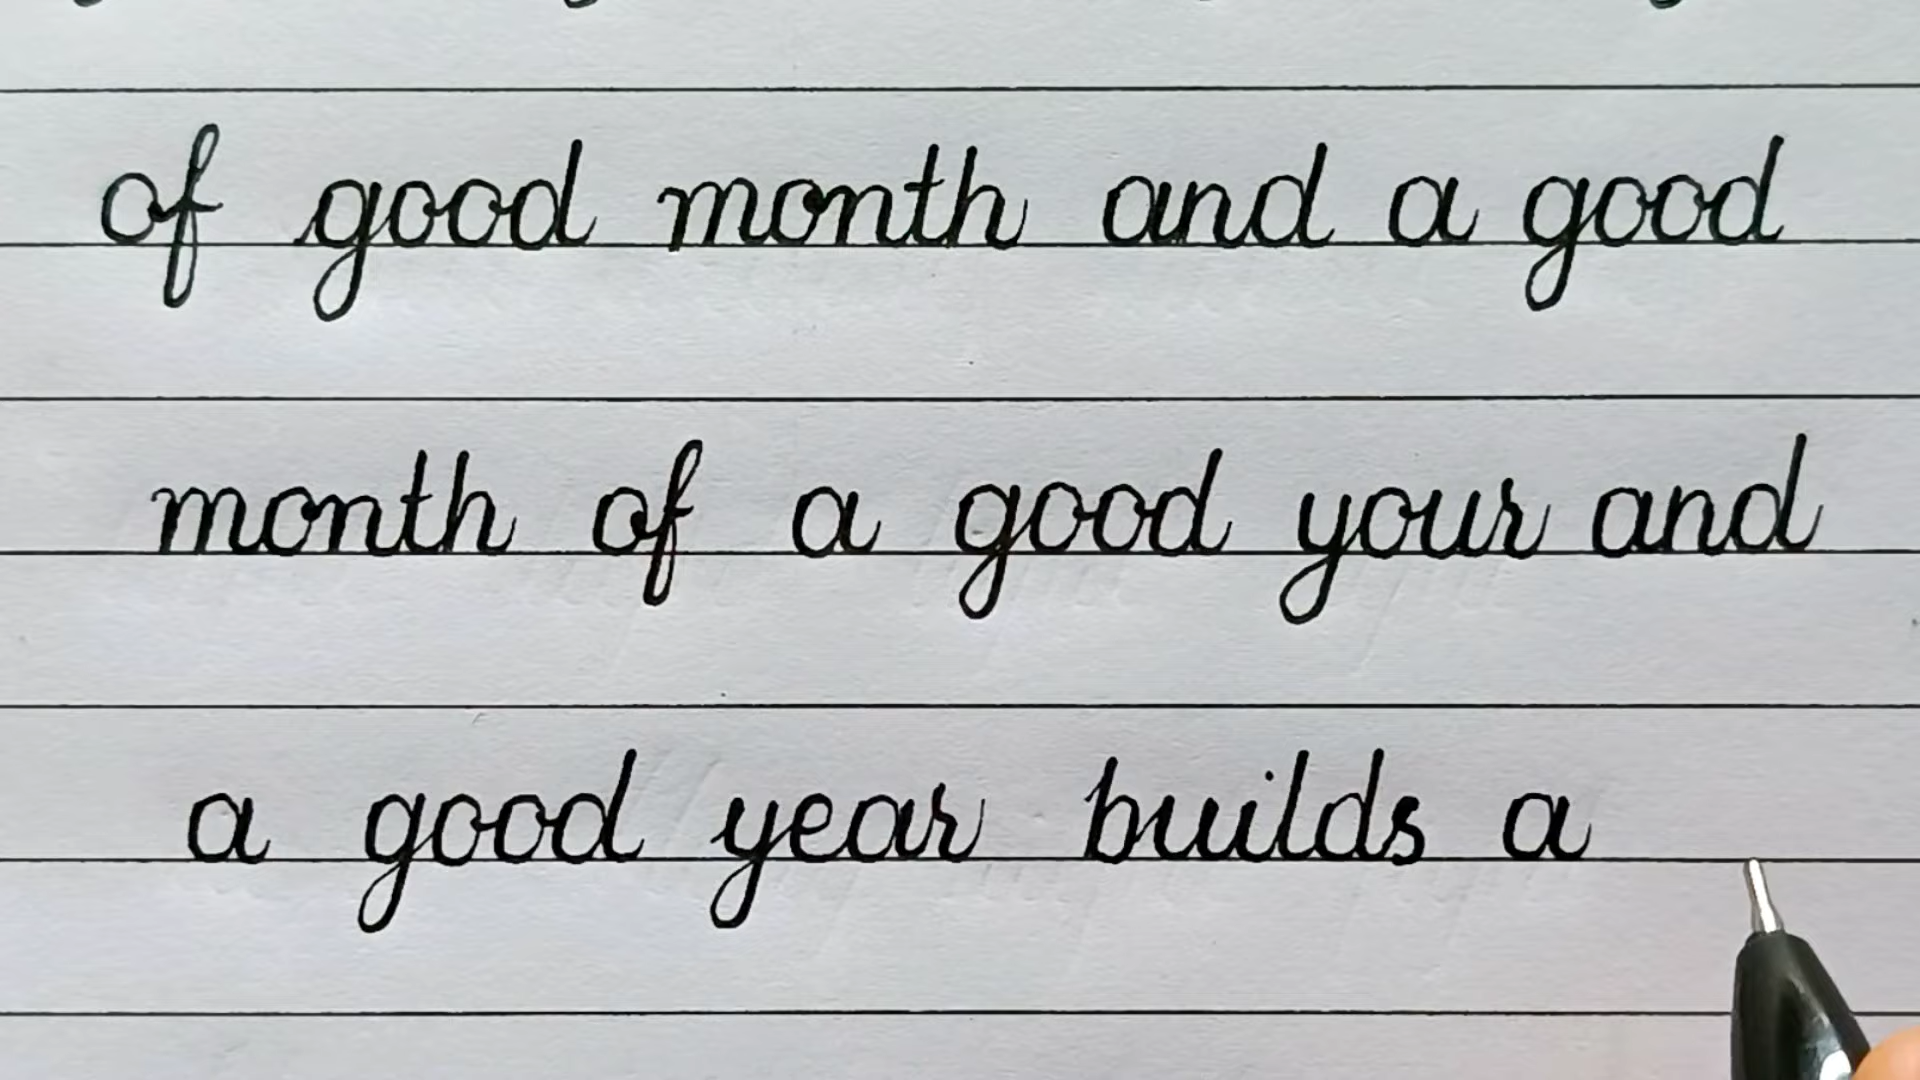 of good month and a good
month of a good your and
a good year builds a